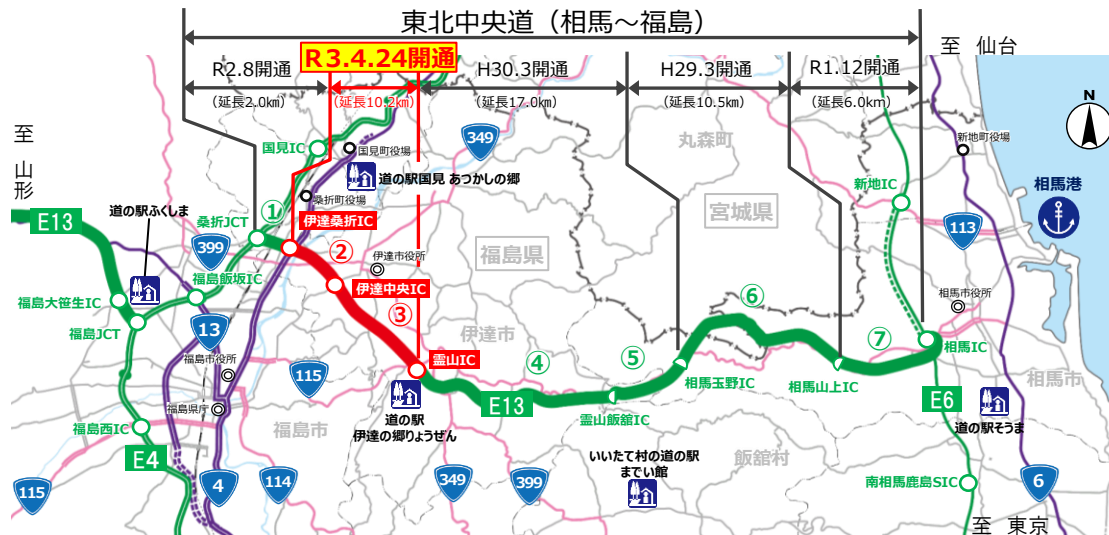 東北中央道（相馬～福島）
至 仙台
R2.8開通
（延長2.0㎞）
R3.4.24開通
（延長10.2㎞）
H30.3開通
（延長17.0㎞）
H29.3開通
（延長10.5㎞）
R1.12開通
（延長6.0km）
N
至 山形
国見IC
国見町役場
349
丸森町
新地町役場
道の駅国見 あつかしの郷
桑折町役場
新地IC
相馬港
E13
道の駅ふくしま
桑折JCT
①
伊達桑折IC
宮城県
113
399
②
伊達市役所
福島県
福島飯坂IC
伊達中央IC
福島大笹生IC
③
⑥
相馬市役所
福島JCT
13
伊達市
⑦
相馬IC
福島市役所
霊山IC
④
⑤
相馬玉野IC
相馬山上IC
115
相馬市
福島県庁
道の駅
伊達の郷りょうぜん
E13
霊山飯舘IC
E6
道の駅そうま
福島西IC
福島市
飯舘村
E4
いいたて村の道の駅
までい館
115
4
114
349
399
南相馬鹿島SIC
6
至 東京